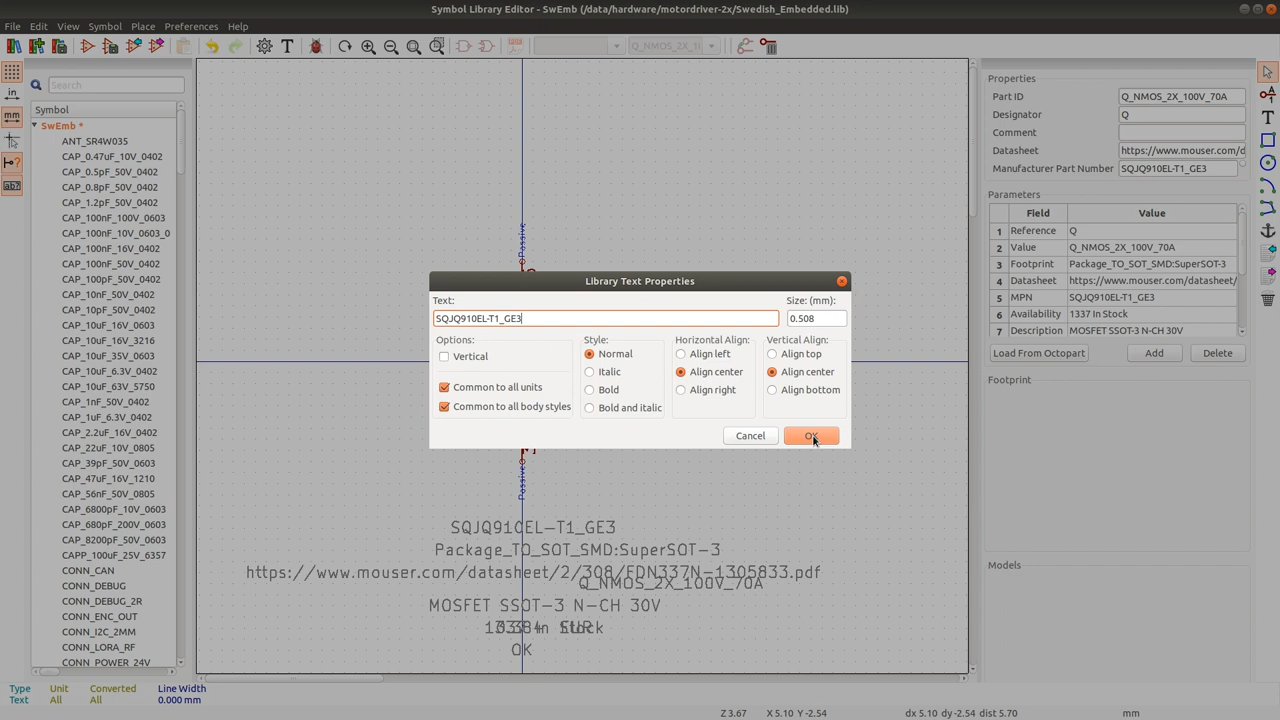 Symbol Library Editor - SwEmb (/data/hardware/motordriver-2x/Swedish_Embedded.lib)
File Edit View Symbol Place Preferences Help
Q_NMOS_2X_1
in
mm
Search
Symbol
SwEmb *
ANT_SR4W035
CAP_0.47uF_10V_0402
CAP_0.5pF_50V_0402
CAP_0.8pF_50V_0402
CAP_1.2pF_50V_0402
CAP_100nF_100V_0603
CAP_100nF_10V_0603_0
CAP_100nF_16V_0402
CAP_100nF_50V_0402
CAP_10nF_50V_0402
CAP_10pF_50V_0402
CAP_10uF_16V_0603
CAP_10uF_16V_3216
CAP_10uF_35V_0603
CAP_10uF_6.3V_0402
CAP_10uF_63V_5750
CAP_1nF_50V_0402
CAP_1uF_6.3V_0402
CAP_2.2uF_16V_0402
CAP_22uF_10V_0805
CAP_39pF_50V_0603
CAP_47uF_16V_1210
CAP_56nF_50V_0805
CAP_6800pF_10V_0603
CAP_680pF_200V_0603
CAP_8200pF_50V_0603
CAPP_100uF_25V_6357
CONN_CAN
CONN_DEBUG
CONN_DEBUG_2R
CONN_ENC_OUT
CONN_I2C_2MM
CONN_LORA_RF
CONN_POWER_24V
Passive
Library Text Properties
Text:
Size: (mm):
SQJQ910EL-T1_GE3
0.508
Options:
Style:
Horizontal Align:
Vertical Align:
Vertical
Normal
Align left
Align top
Italic
Align center
Align center
Common to all units
Bold
Align right
Align bottom
Common to all body styles
Bold and italic
Cancel
OK
Passive
SQJQ910EL-T1_GE3
Package_TO_SOT_SMD:SuperSOT-3
https://www.mouser.com/datasheet/2/308/FDN337N-1305833.pdf
Q_NMOS_2X_100V_70A
MOSFET SSOT-3 N-CH 30V
OK
Properties
Part ID Q_NMOS_2X_100V_70A
Designator Q
Comment
Datasheet https://www.mouser.com/d
Manufacturer Part Number SQJQ910EL-T1_GE3
Parameters
Field Value
1 Reference Q
2 Value Q_NMOS_2X_100V_70A
3 Footprint Package_TO_SOT_SMD:SuperSOT-3
4 Datasheet https://www.mouser.com/datasheet/
5 MPN SQJQ910EL-T1_GE3
6 Availability 1337 In Stock
7 Description MOSFET SSOT-3 N-CH 30V
Load From Octopart
Add
Delete
Footprint
Models
Type Unit Converted Line Width
Text All All 0.000 mm
Z 3.67 X 5.10 Y -2.54 dx 5.10 dy -2.54 dist 5.70 mm